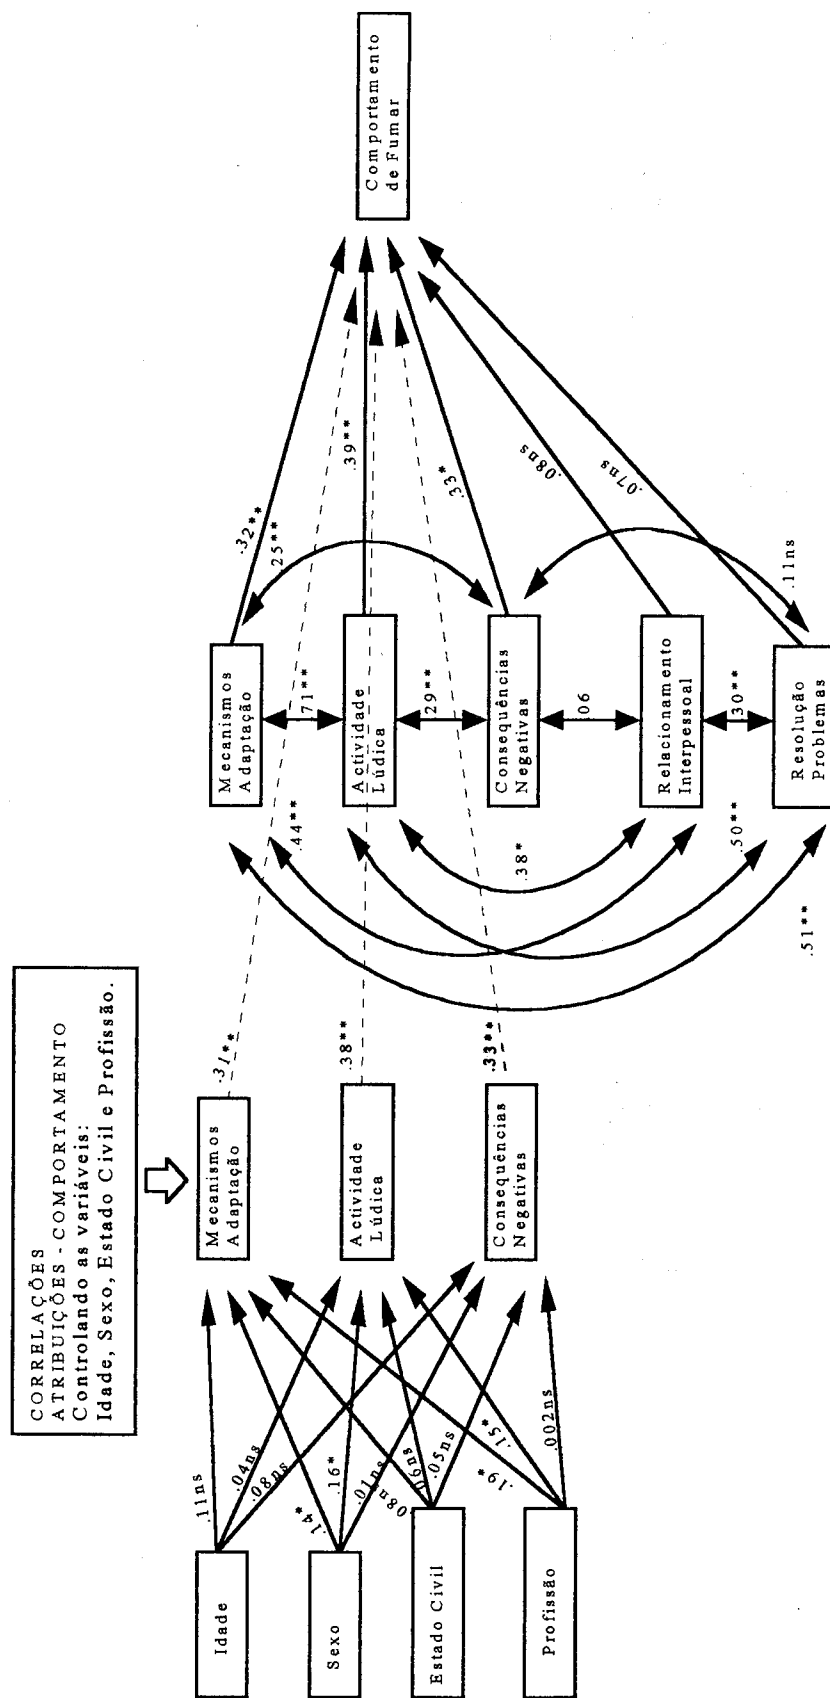 CORRELAÇÕES
ATRIBUIÇÕES - COMPORTAMENTO
Controlando as variáveis:
Idade, Sexo, Estado Civil e Profissão.
Idade
Sexo
Estado Civil
Profissão
.11ns
.04ns
.08ns
.14*
.16*
.01ns
.08ns
.06ns
.05ns
.19*
.15*
.002ns
Mecanismos
Adaptação
Actividade
Lúdica
Consequências
Negativas
.31**
.38**
.33**
Mecanismos
Adaptação
Actividade
Lúdica
Consequências
Negativas
Relacionamento
Interpessoal
Resolução
Problemas
.71**
.29**
.06
.30**
.44**
.38*
.50**
.51**
.25**
.11ns
.32**
.39**
.33*
.08ns
.07ns
Comportamento
de Fumar